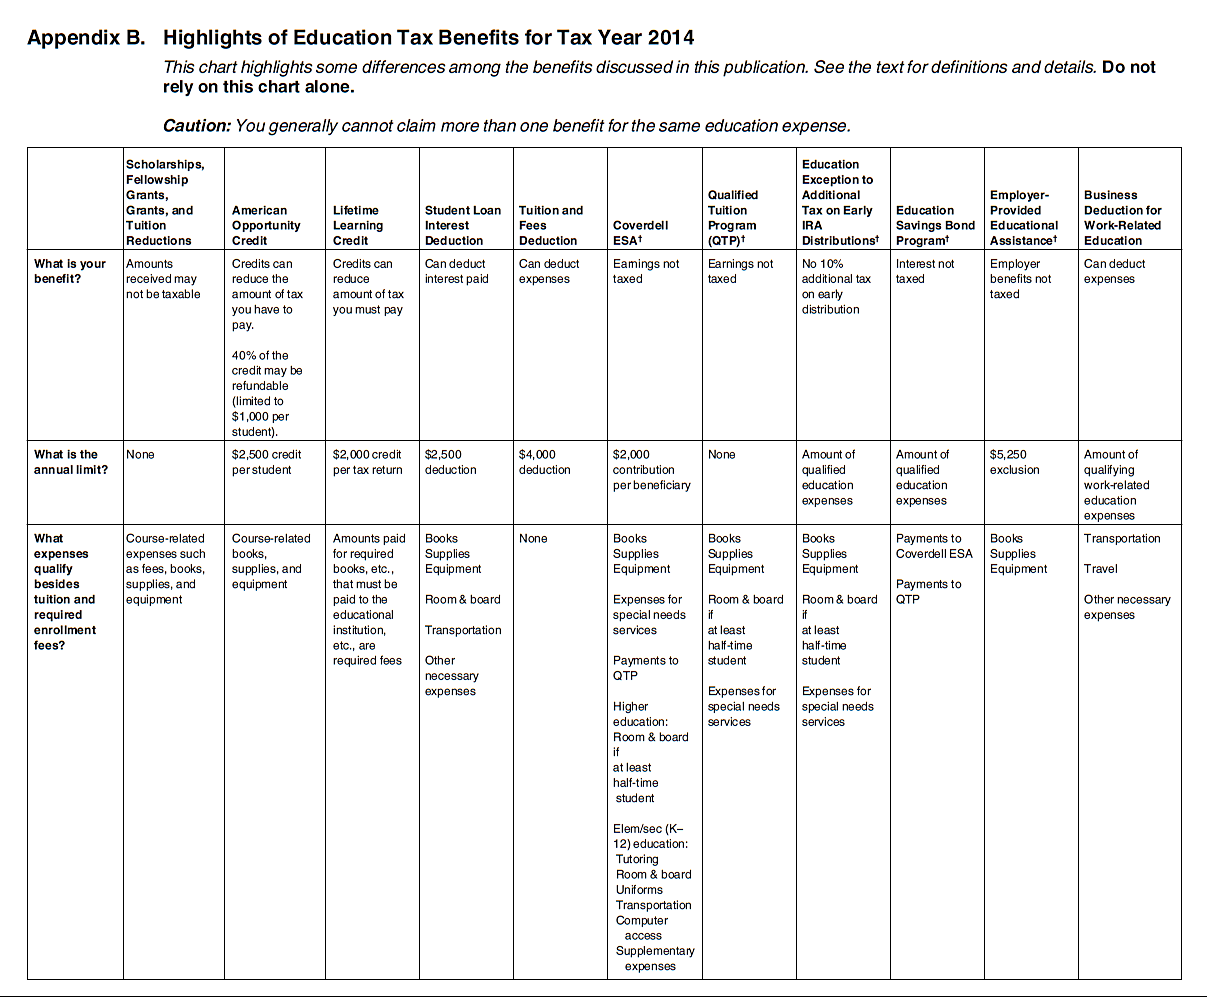 Appendix B. Highlights of Education Tax Benefits for Tax Year 2014
This chart highlights some differences among the benefits discussed in this publication. See the text for definitions and details. Do not
rely on this chart alone.
Caution: You generally cannot claim more than one benefit for the same education expense.
Scholarships,
Fellowship
Grants,
Grants, and
Tuition
Reductions
American
Opportunity
Credit
Lifetime
Learning
Credit
Student Loan
Interest
Deduction
Tuition and
Fees
Deduction
Coverdell
ESA†
Qualified
Tuition
Program
(QTP)†
Education
Exception to
Additional
Tax on Early
IRA
Distributions†
Education
Savings Bond
Program†
Employer-
Provided
Educational
Assistance†
Business
Deduction for
Work-Related
Education
What is your
benefit?
Amounts
received may
not be taxable
Credits can
reduce the
amount of tax
you have to
pay.
40% of the
credit may be
refundable
(limited to
$1,000 per
student).
Credits can
reduce
amount of tax
you must pay
Can deduct
interest paid
Can deduct
expenses
Earnings not
taxed
Earnings not
taxed
No 10%
additional tax
on early
distribution
Interest not
taxed
Employer
benefits not
taxed
Can deduct
expenses
What is the
annual limit?
None
$2,500 credit
per student
$2,000 credit
per tax return
$2,500
deduction
$4,000
deduction
$2,000
contribution
per beneficiary
None
Amount of
qualified
education
expenses
Amount of
qualified
education
expenses
$5,250
exclusion
Amount of
qualifying
work-related
education
expenses
What
expenses
qualify
besides
tuition and
required
enrollment
fees?
Course-related
expenses such
as fees, books,
supplies, and
equipment
Course-related
books,
supplies, and
equipment
Amounts paid
for required
books, etc.,
that must be
paid to the
educational
institution,
etc., are
required fees
Books
Supplies
Equipment
Room & board
Transportation
Other
necessary
expenses
None
Books
Supplies
Equipment
Expenses for
special needs
services
Payments to
QTP
Higher
education:
Room & board
if
at least
half-time
student
Elem/sec (K–
12) education:
Tutoring
Room & board
Uniforms
Transportation
Computer
access
Supplementary
expenses
Books
Supplies
Equipment
Room & board
if
at least
half-time
student
Expenses for
special needs
services
Books
Supplies
Equipment
Room & board
if
at least
half-time
student
Expenses for
special needs
services
Payments to
Coverdell ESA
Payments to
QTP
Books
Supplies
Equipment
Transportation
Travel
Other necessary
expenses